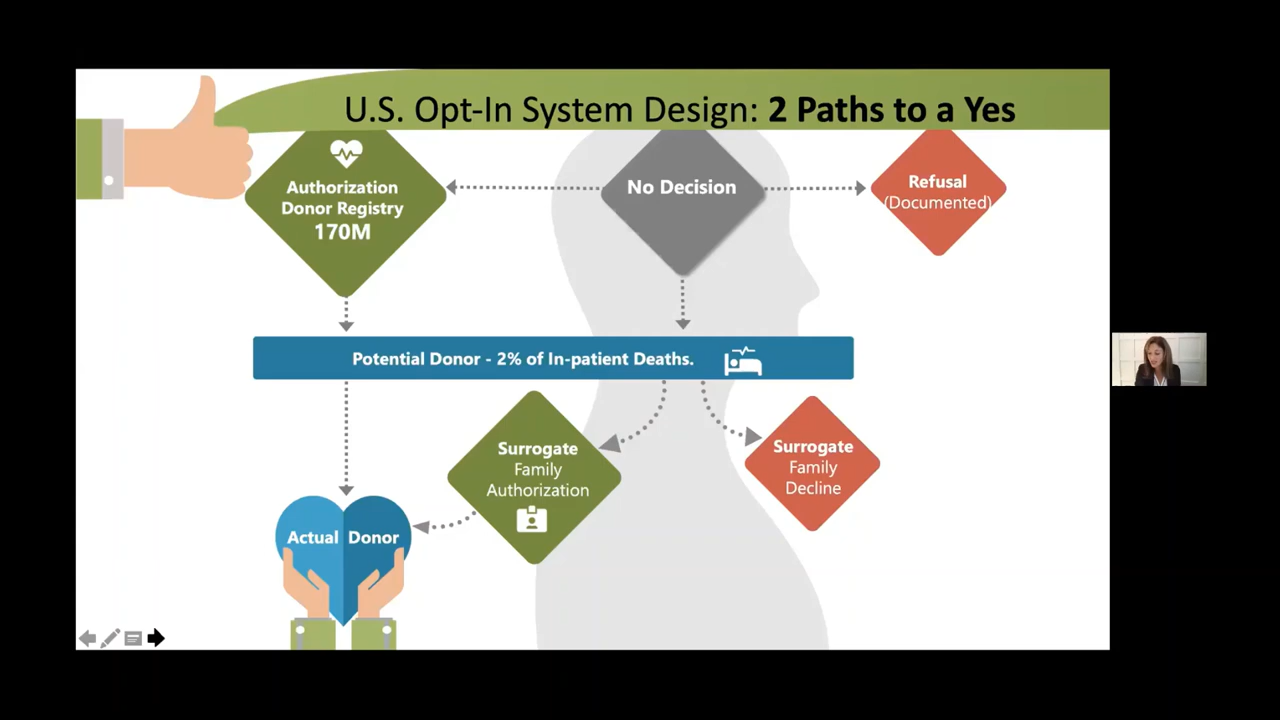 U.S. Opt-In System Design: 2 Paths to a Yes
Authorization
Donor Registry
170M
No Decision
Refusal
(Documented)
Potential Donor - 2% of In-patient Deaths.
Surrogate
Family
Authorization
Surrogate
Family
Decline
Actual Donor